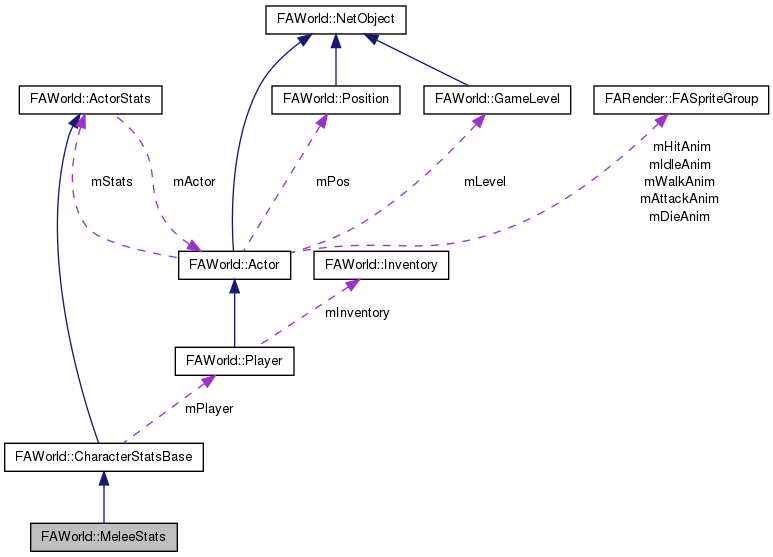 FAWorld::NetObject
FAWorld::ActorStats
FAWorld::Position
FAWorld::GameLevel
FARender::FASpriteGroup
mHitAnim
mIdleAnim
mWalkAnim
mAttackAnim
mDieAnim
mStats
mActor
mPos
mLevel
FAWorld::Actor
FAWorld::Inventory
mInventory
FAWorld::Player
mPlayer
FAWorld::CharacterStatsBase
FAWorld::MeleeStats